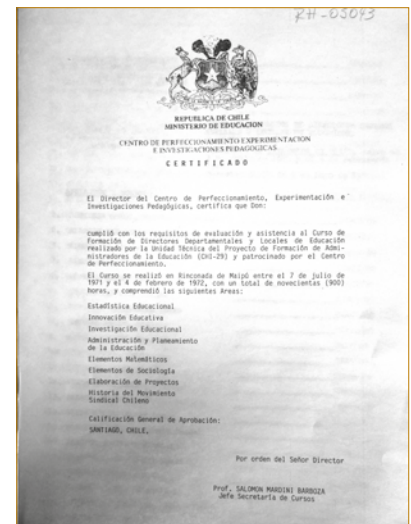 RH-05093
REPUBLICA DE CHILE
MINISTERIO DE EDUCACION
CENTRO DE PERFECCIONAMIENTO EXPERIMENTACION
E INVESTIGACIONES PEDAGOGICAS
CERTIFICADO
El Director del Centro de Perfeccionamiento, Experimentación e
Investigaciones Pedagógicas, certifica que Don:
cumplió con los requisitos de evaluación y asistencia al Curso de
Formación de Directores Departamentales y Locales de Educación
realizado por la Unidad Técnica del Proyecto de Formación de Admi-
nistradores de la Educación (CHI-29) y patrocinado por el Centro
de Perfeccionamiento.
El Curso se realizó en Rinconada de Maipú entre el 7 de julio de
1971 y el 4 de febrero de 1972, con un total de novecientas (900)
horas, y comprendió las siguientes Areas:
Estadística Educacional
Innovación Educativa
Investigación Educacional
Administración y Planeamiento
de la Educación
Elementos Matemáticos
Elementos de Sociología
Elaboración de Proyectos
Historia del Movimiento
Sindical Chileno
Calificación General de Aprobación:
SANTIAGO, CHILE.
Por orden del Señor Director
Prof. SALOMON MARDINI BARBOZA
Jefe Secretaría de Cursos